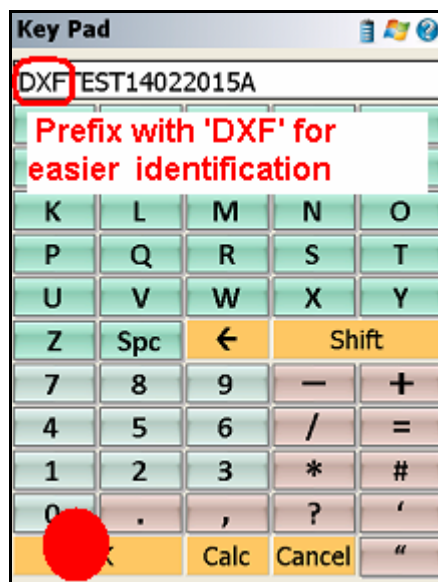 Key Pad
DXFTEST14022015A
Prefix with 'DXF' for
easier identification
K L M N O
P Q R S T
U V W X Y
Z Spc ← Shift
7 8 9 − +
4 5 6 / =
1 2 3 * #
0 . , ? ‘
K Calc Cancel “